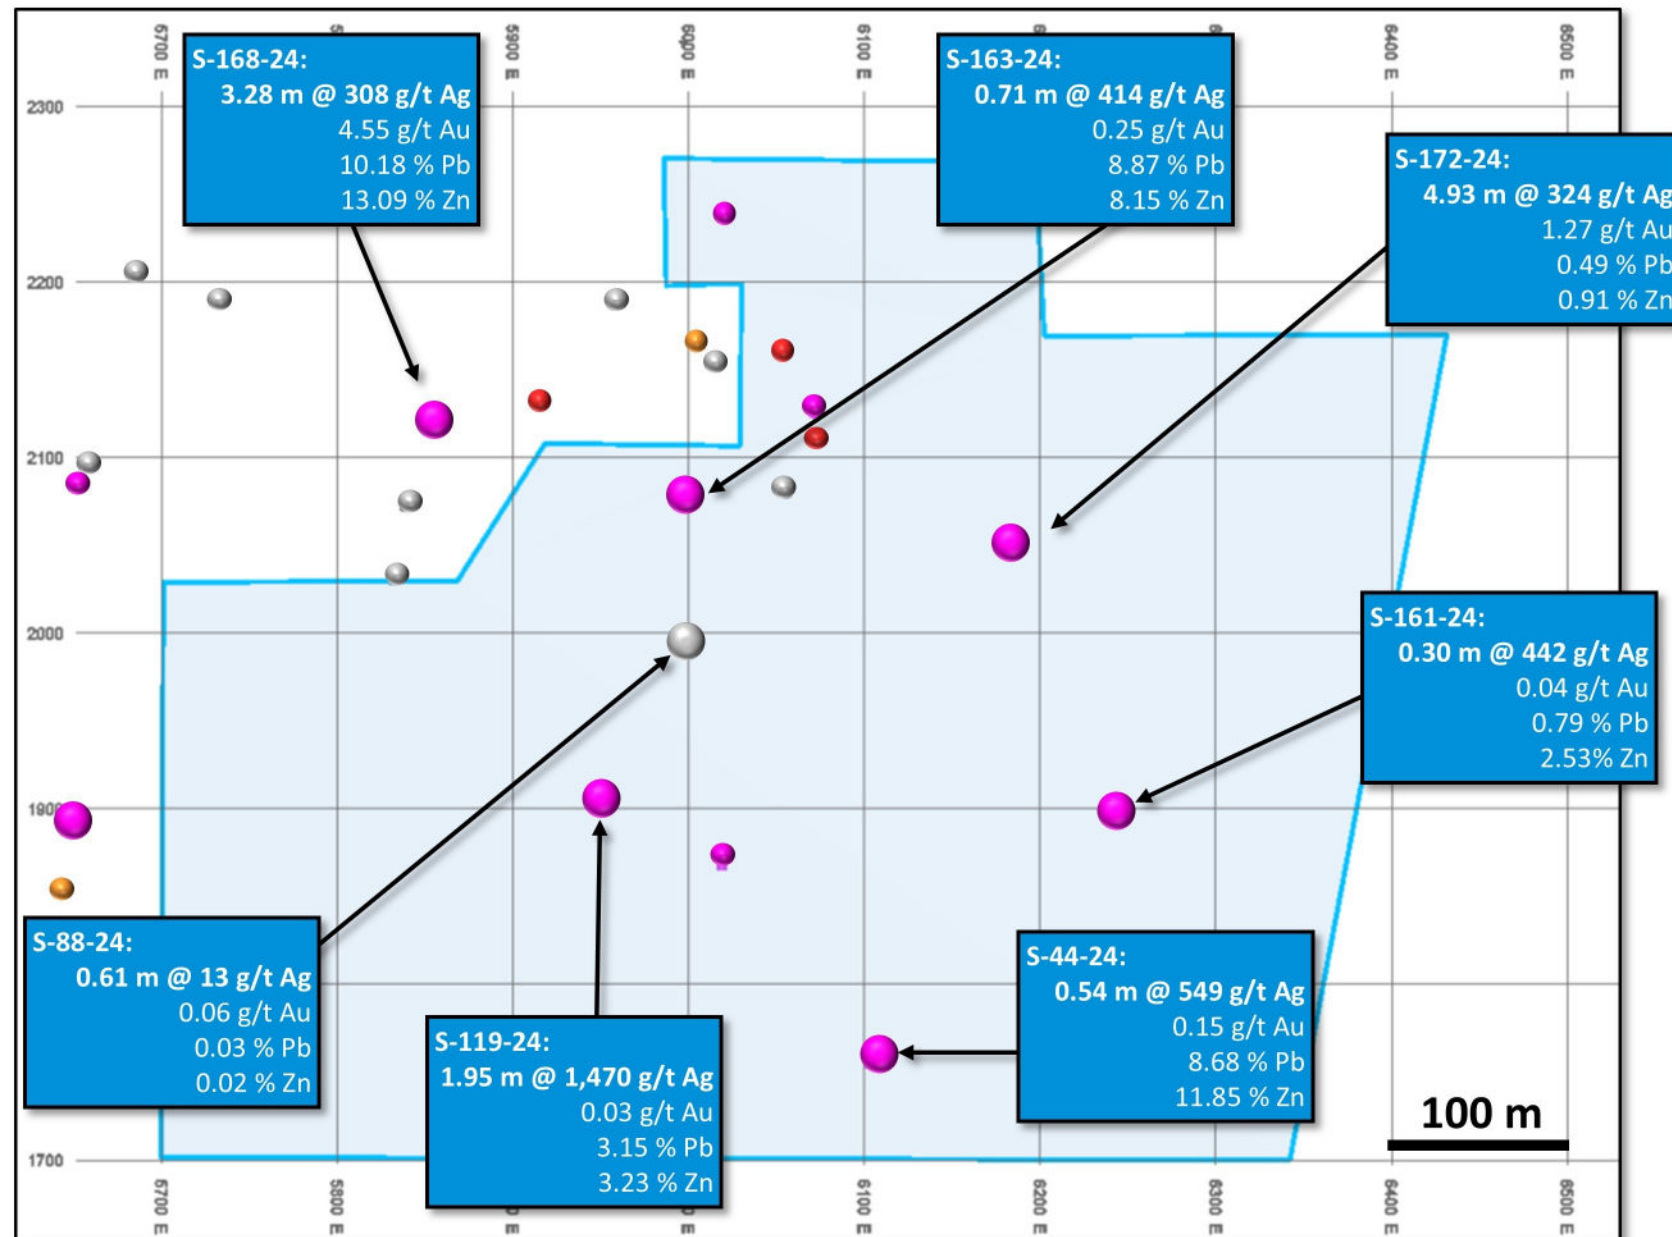 5700 E
5900 E
6000 E
6100 E
6400 E
6500 E
S-168-24:
3.28 m @ 308 g/t Ag
4.55 g/t Au
10.18 % Pb
13.09 % Zn
S-163-24:
0.71 m @ 414 g/t Ag
0.25 g/t Au
8.87 % Pb
8.15 % Zn
S-172-24:
4.93 m @ 324 g/t Ag
1.27 g/t Au
0.49 % Pb
0.91 % Zn
2300
2200
2100
2000
1900
S-161-24:
0.30 m @ 442 g/t Ag
0.04 g/t Au
0.79 % Pb
2.53% Zn
S-88-24:
0.61 m @ 13 g/t Ag
0.06 g/t Au
0.03 % Pb
0.02 % Zn
S-119-24:
1.95 m @ 1,470 g/t Ag
0.03 g/t Au
3.15 % Pb
3.23 % Zn
S-44-24:
0.54 m @ 549 g/t Ag
0.15 g/t Au
8.68 % Pb
11.85 % Zn
100 m
1700
5700 E
5800 E
6100 E
6200 E
6300 E
6400 E
6500 E